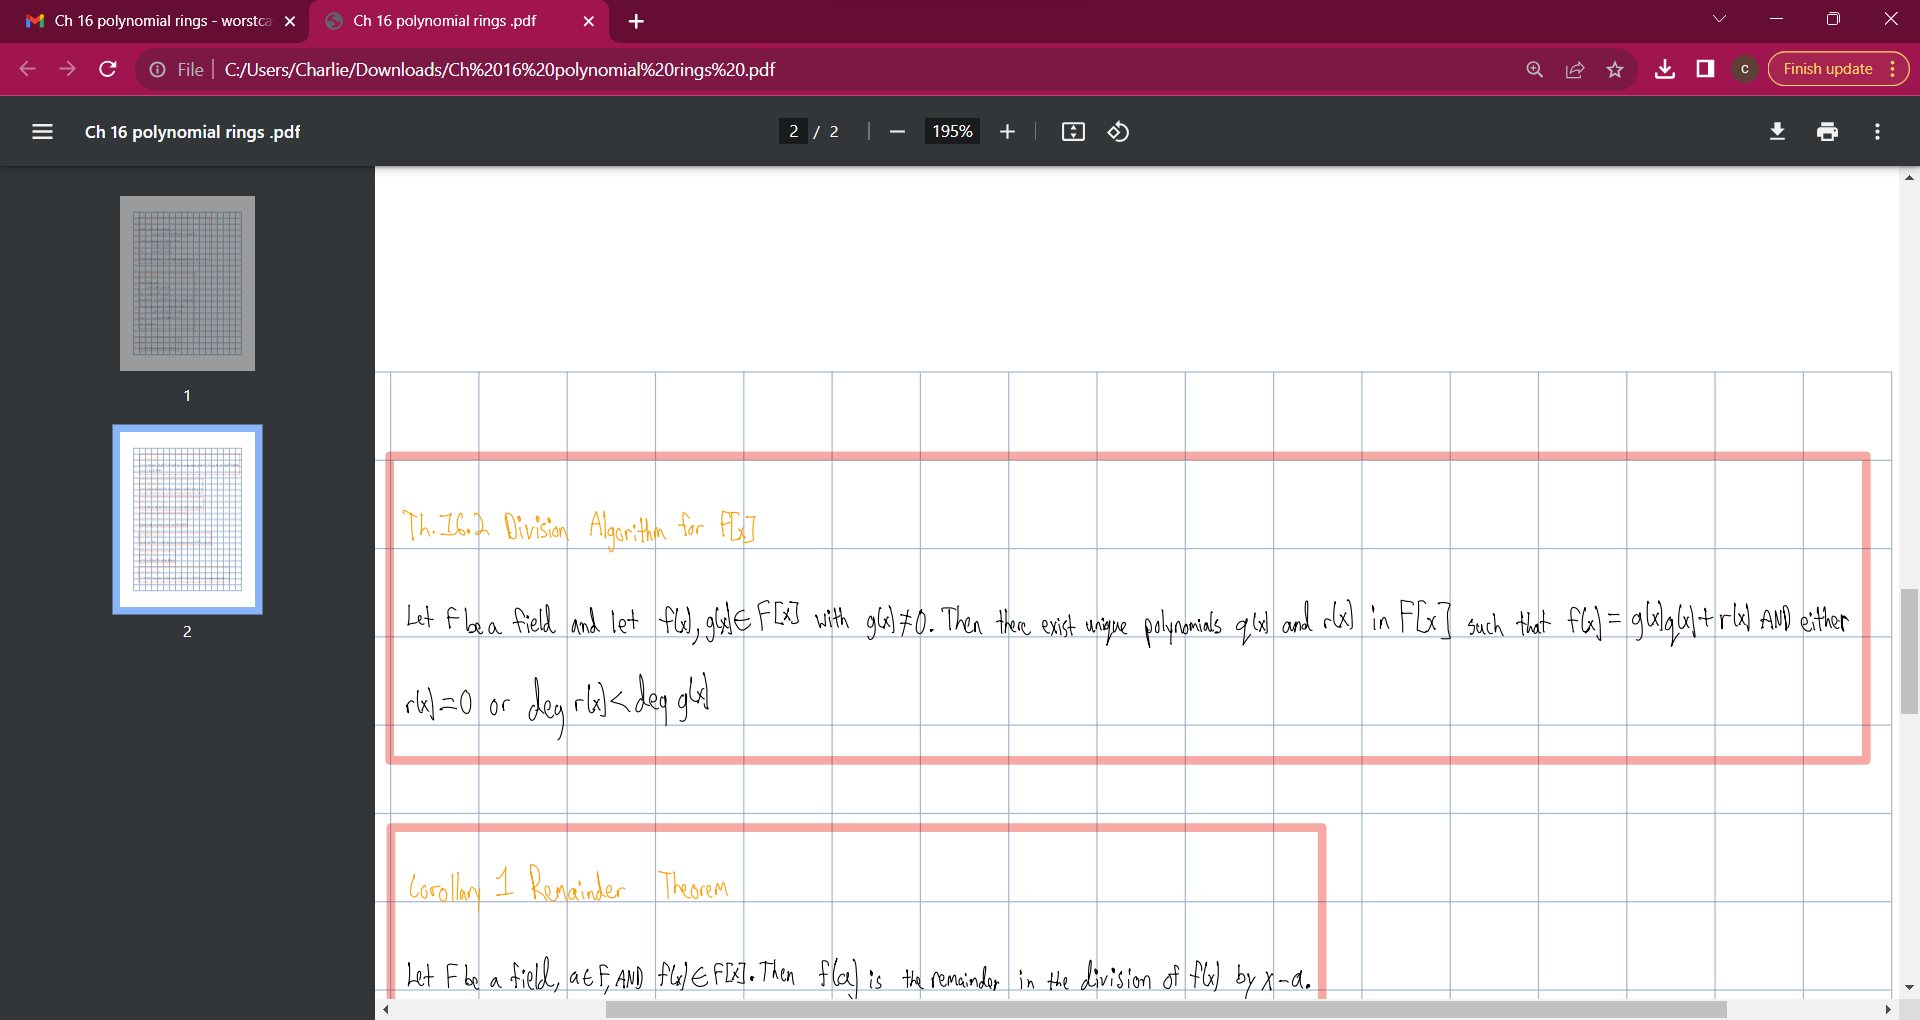 Ch 16 polynomial rings - worstca
Ch 16 polynomial rings .pdf
File
C:/Users/Charlie/Downloads/Ch%2016%20polynomial%20rings%20.pdf
C
Finish update
Ch 16 polynomial rings .pdf
2 / 2
195%
1
2
Th.16.2 Division Algorithm for F[x]
Let F be a field and let f(x), g(x) ∈ F[x] with g(x) ≠ 0. Then there exist unique polynomials q(x) and r(x) in F[x] such that f(x) = g(x)q(x) + r(x) AND either
r(x) = 0 or deg r(x) < deg g(x)
Corollary 1 Remainder Theorem
Let F be a field, a ∈ F, AND f(x) ∈ F[x]. Then f(a) is the remainder in the division of f(x) by x-a.